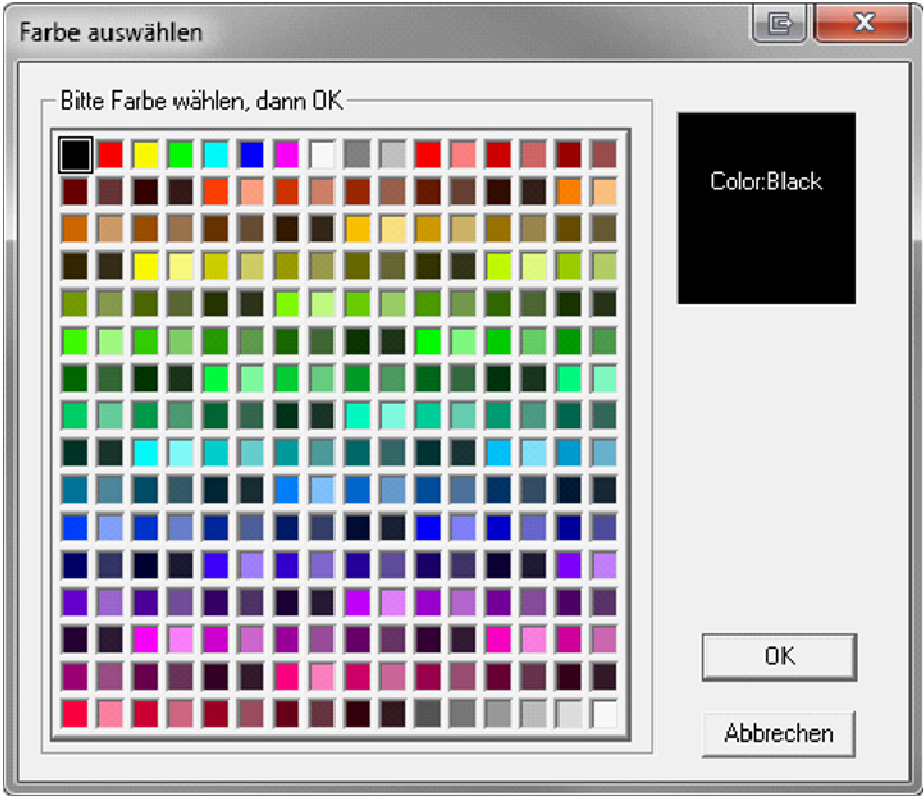 Farbe auswählen
Bitte Farbe wählen, dann OK
Color:Black
OK
Abbrechen